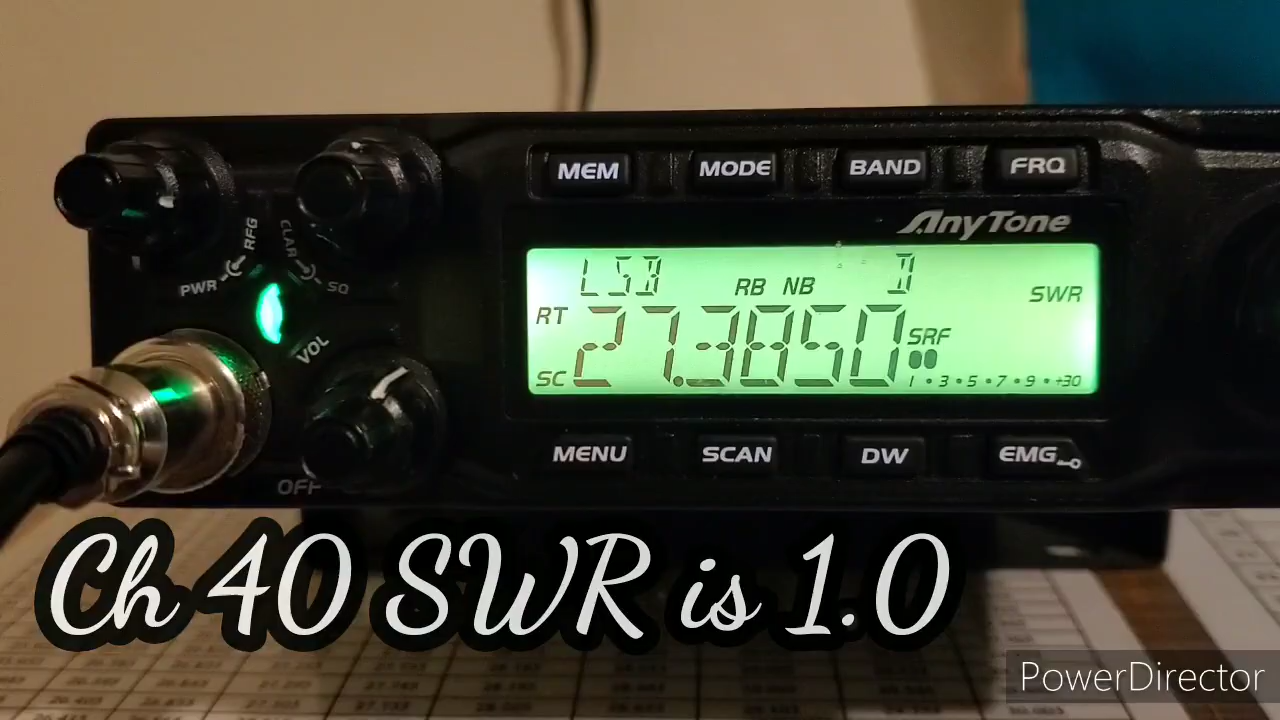 MEM MODE BAND FRQ
AnyTone
RFG CLAR
PWR SQ
VOL
OFF
LSB RB NB D SWR
RT 27.3850 SRF
SC 1 • 3 • 5 • 7 • 9 • +30
MENU SCAN DW EMG
Ch 40 SWR is 1.0
PowerDirector